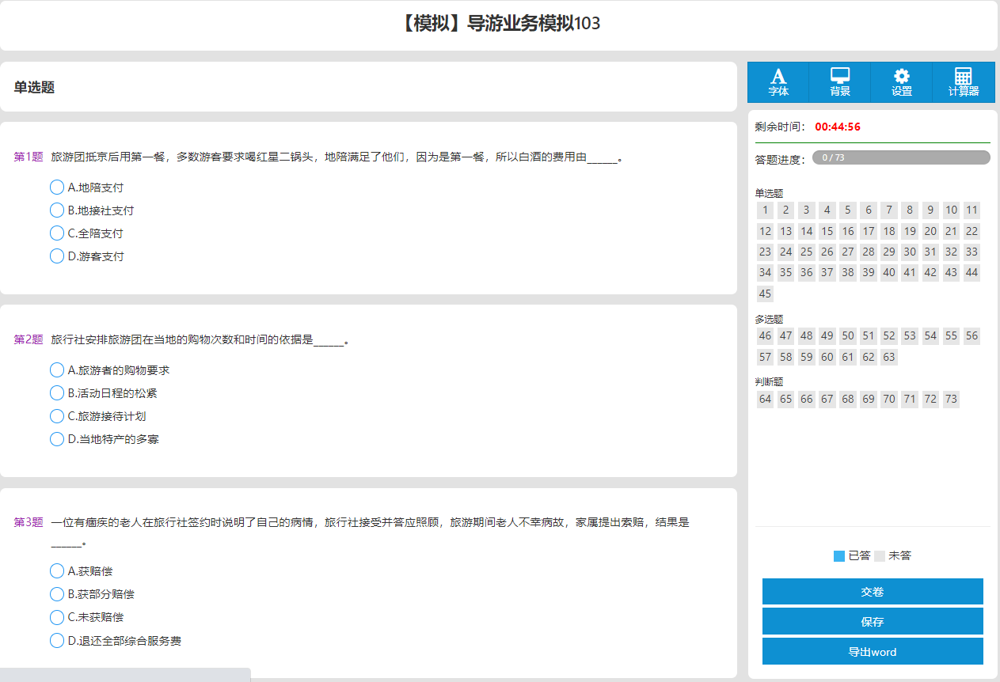 【模拟】导游业务模拟103
单选题
第1题 旅游团抵京后用第一餐，多数游客要求喝红星二锅头，地陪满足了他们，因为是第一餐，所以白酒的费用由______。
A.地陪支付
B.地接社支付
C.全陪支付
D.游客支付
第2题 旅行社安排旅游团在当地的购物次数和时间的依据是______。
A.旅游者的购物要求
B.活动日程的松紧
C.旅游接待计划
D.当地特产的多寡
第3题 一位有痼疾的老人在旅行社签约时说明了自己的病情，旅行社接受并答应照顾，旅游期间老人不幸病故，家属提出索赔，结果是
______。
A.获赔偿
B.获部分赔偿
C.未获赔偿
D.退还全部综合服务费
字体 背景 设置 计算器
剩余时间： 00:44:56
答题进度： 0 / 73
单选题
1 2 3 4 5 6 7 8 9 10 11
12 13 14 15 16 17 18 19 20 21 22
23 24 25 26 27 28 29 30 31 32 33
34 35 36 37 38 39 40 41 42 43 44
45
多选题
46 47 48 49 50 51 52 53 54 55 56
57 58 59 60 61 62 63
判断题
64 65 66 67 68 69 70 71 72 73
已答 未答
交卷
保存
导出word